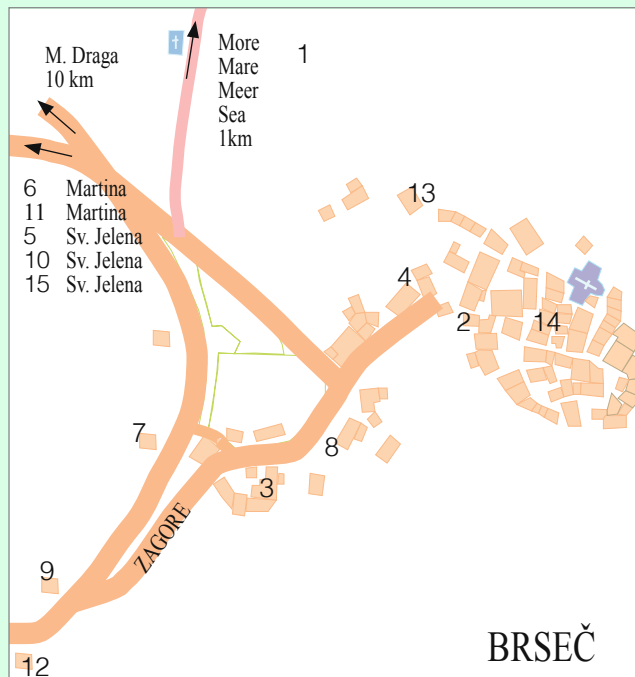 M. Draga
10 km
More
Mare
Meer
Sea
1km
1
6 Martina
11 Martina
5 Sv. Jelena
10 Sv. Jelena
15 Sv. Jelena
13
4
2
14
7
8
3
ZAGORE
9
12
BRSEČ